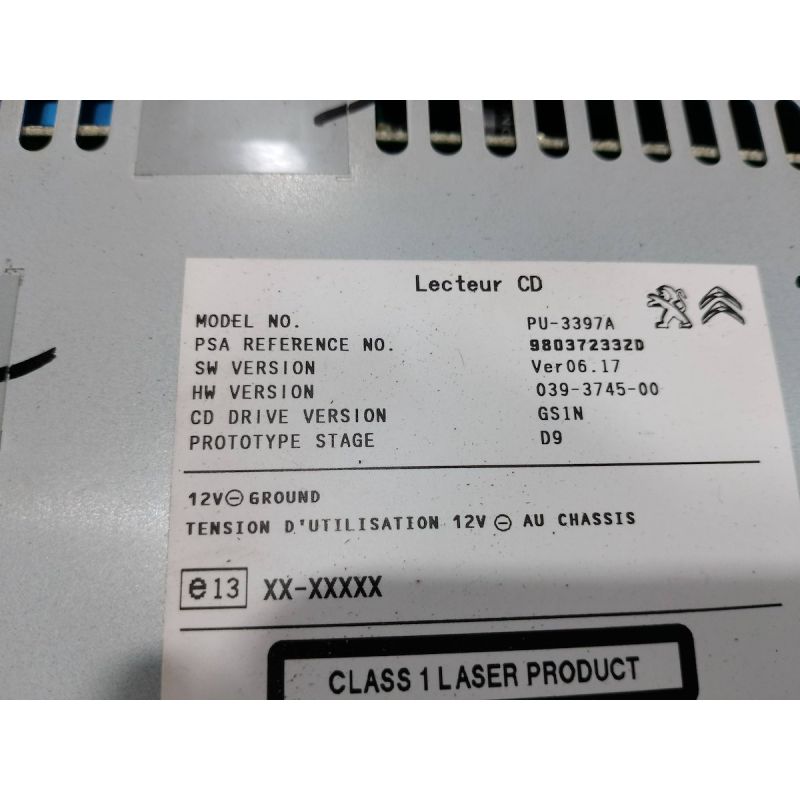 Lecteur CD
MODEL NO. PU-3397A
PSA REFERENCE NO. 98037233ZD
SW VERSION Ver06.17
HW VERSION 039-3745-00
CD DRIVE VERSION GS1N
PROTOTYPE STAGE D9
12V⊖GROUND
TENSION D'UTILISATION 12V ⊖ AU CHASSIS
e13 XX-XXXXX
CLASS 1 LASER PRODUCT